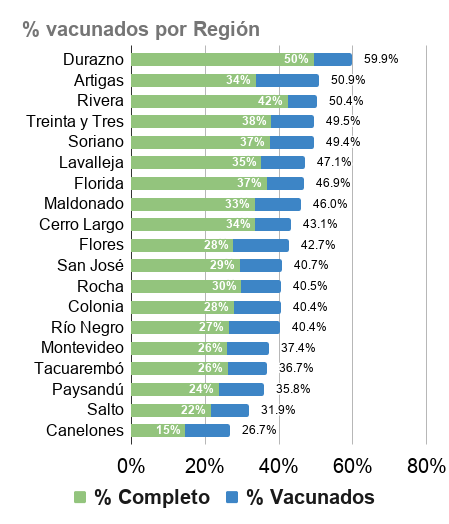 % vacunados por Región
Durazno 50% 59.9%
Artigas 34% 50.9%
Rivera 42% 50.4%
Treinta y Tres 38% 49.5%
Soriano 37% 49.4%
Lavalleja 35% 47.1%
Florida 37% 46.9%
Maldonado 33% 46.0%
Cerro Largo 34% 43.1%
Flores 28% 42.7%
San José 29% 40.7%
Rocha 30% 40.5%
Colonia 28% 40.4%
Río Negro 27% 40.4%
Montevideo 26% 37.4%
Tacuarembó 26% 36.7%
Paysandú 24% 35.8%
Salto 22% 31.9%
Canelones 15% 26.7%
0% 20% 40% 60% 80%
% Completo % Vacunados